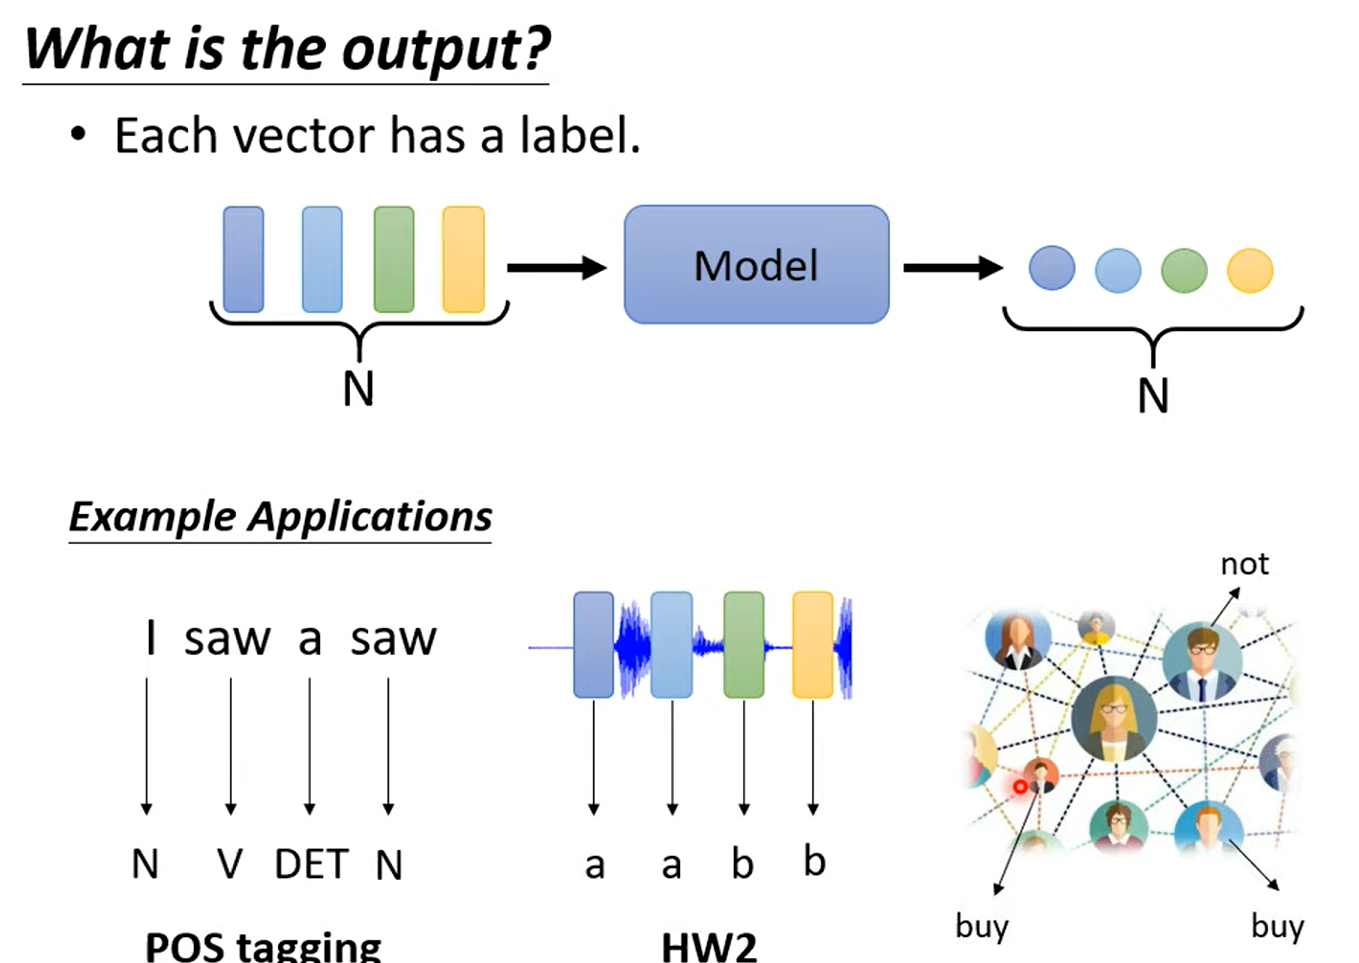 What is the output?
• Each vector has a label.
Model
N
N
Example Applications
not
I saw a saw
N V DET N
a a b b
buy buy
POS tagging
HW2